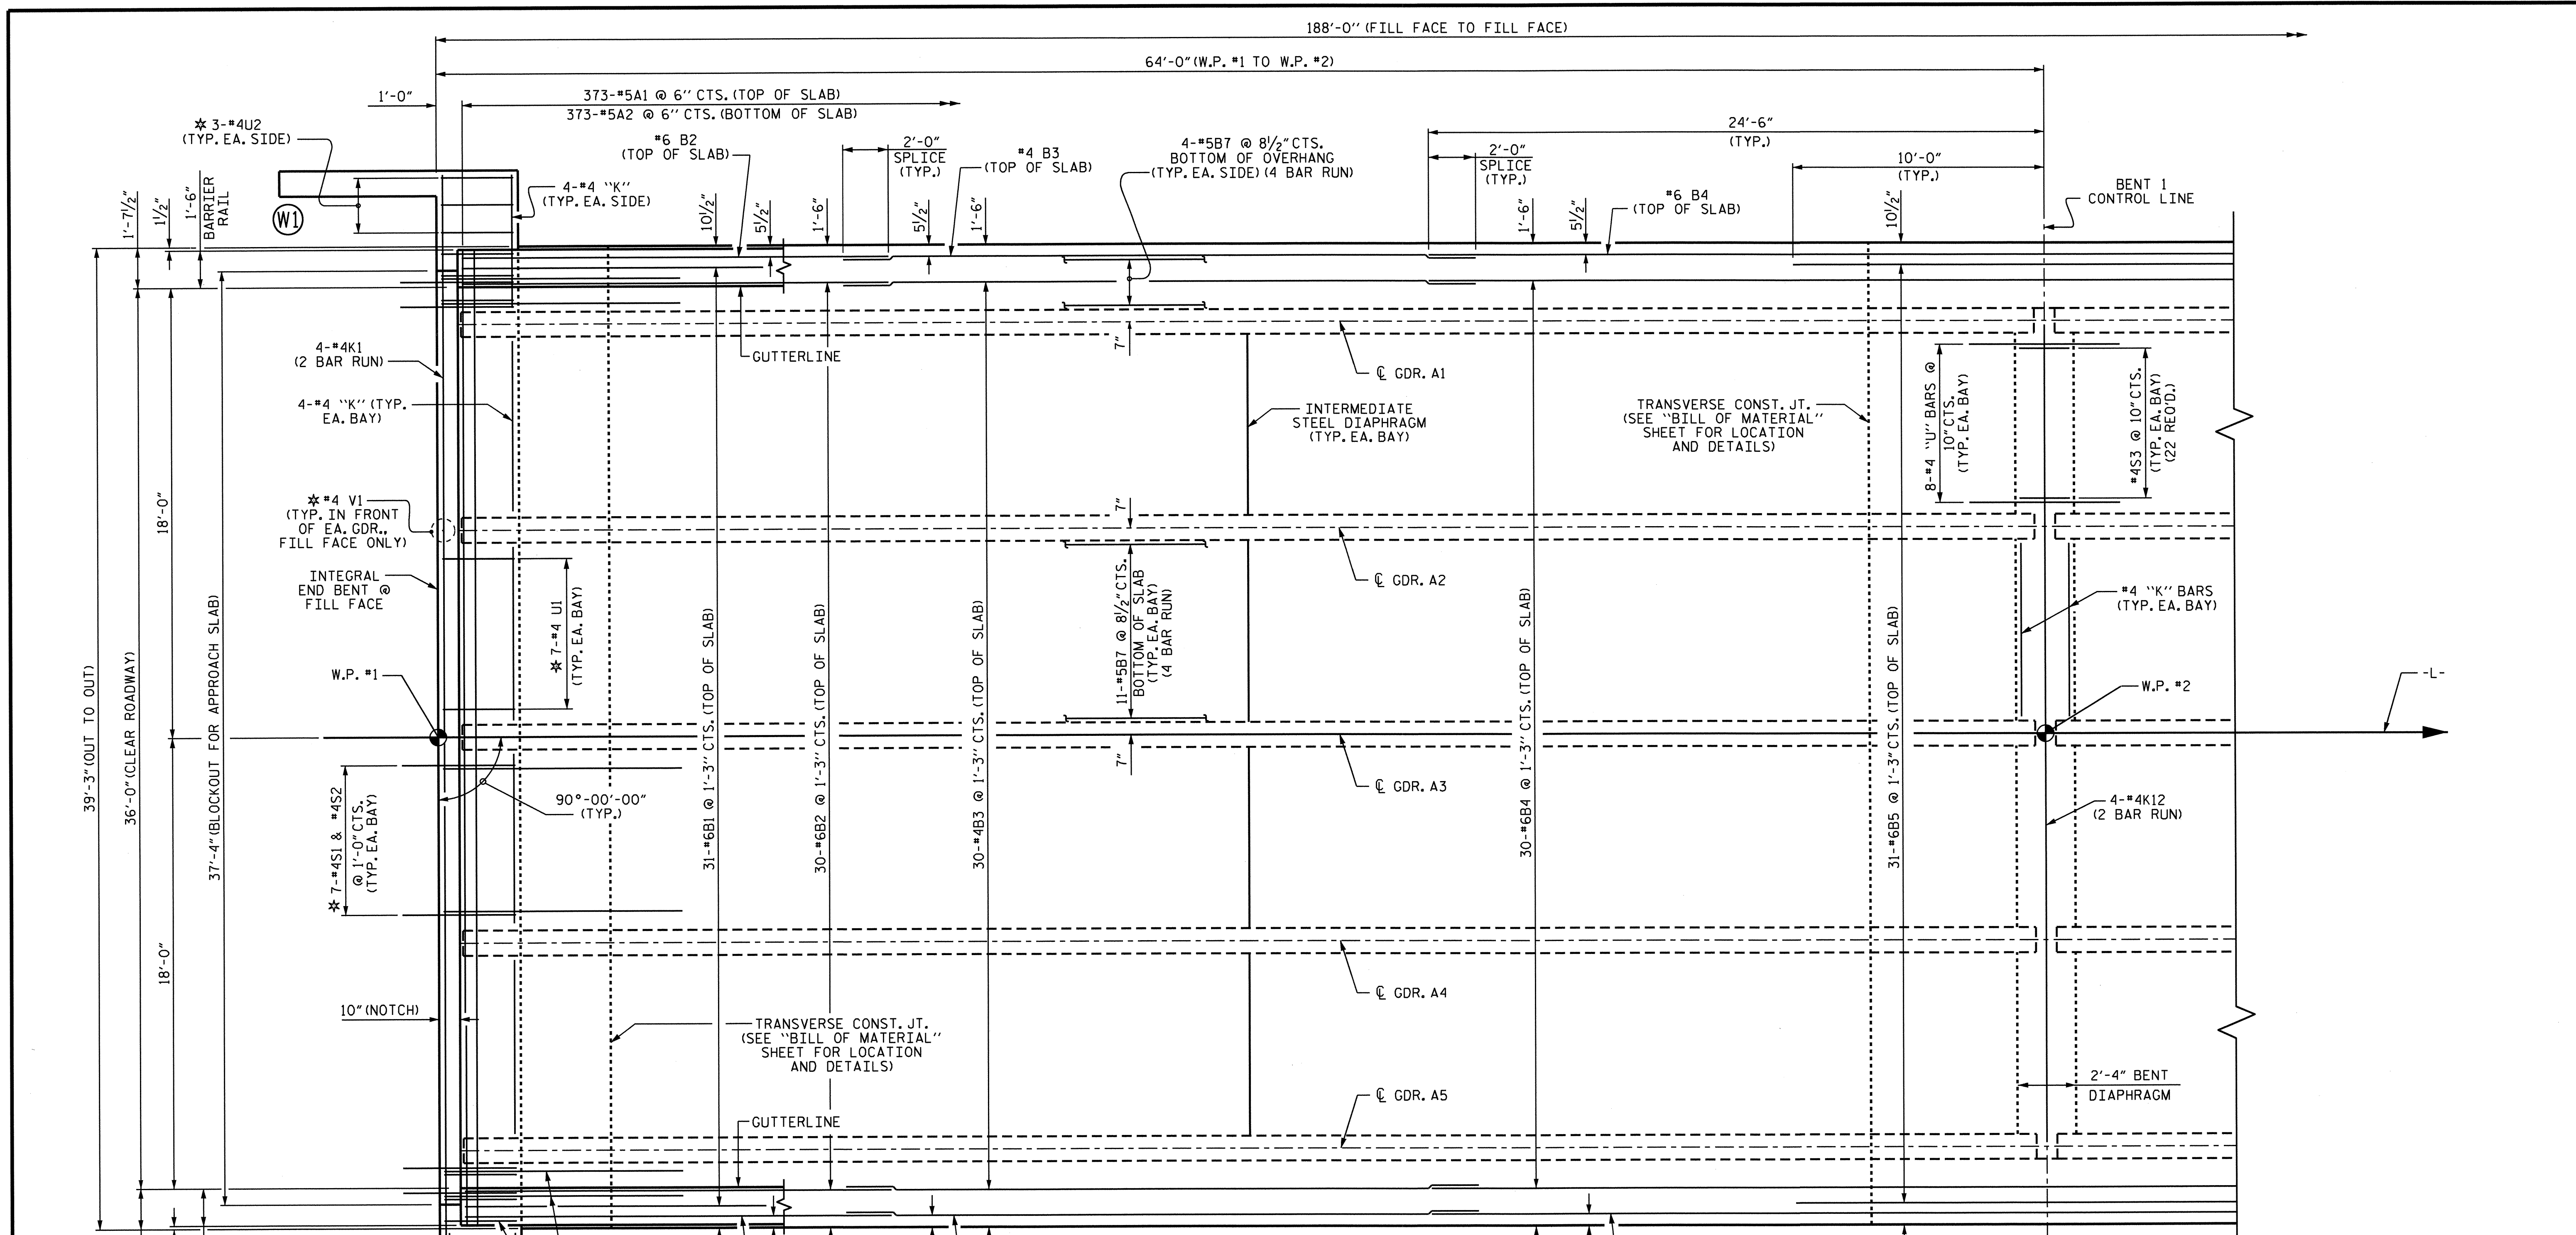 188'-0" (FILL FACE TO FILL FACE)
64'-0" (W.P. #1 TO W.P. #2)
1'-0"
373-#5A1 @ 6" CTS. (TOP OF SLAB)
373-#5A2 @ 6" CTS. (BOTTOM OF SLAB)
24'-6"
(TYP.)
☆ 3-#4U2
(TYP. EA. SIDE)
#6 B2
(TOP OF SLAB)
2'-0"
SPLICE
(TYP.)
#4 B3
(TOP OF SLAB)
4-#5B7 @ 8½" CTS.
BOTTOM OF OVERHANG
(TYP. EA. SIDE) (4 BAR RUN)
2'-0"
SPLICE
(TYP.)
10'-0"
(TYP.)
#6 B4
(TOP OF SLAB)
BENT 1
CONTROL LINE
4-#4 "K"
(TYP. EA. SIDE)
W1
1'-7½"
1½"
1'-6"
BARRIER
RAIL
10½"
5½"
1'-6"
5½"
1'-6"
1'-6"
5½"
10½"
4-#4K1
(2 BAR RUN)
GUTTERLINE
7"
℄ GDR. A1
4-#4 "K" (TYP.
EA. BAY)
INTERMEDIATE
STEEL DIAPHRAGM
(TYP. EA. BAY)
TRANSVERSE CONST. JT.
(SEE "BILL OF MATERIAL"
SHEET FOR LOCATION
AND DETAILS)
8-#4 "U" BARS @
10" CTS.
(TYP. EA. BAY)
#4S3 @ 10" CTS.
(TYP. EA. BAY)
(22 REQ'D.)
☆ #4 V1
(TYP. IN FRONT
OF EA. GDR.,
FILL FACE ONLY)
7"
18'-0"
INTEGRAL
END BENT @
FILL FACE
℄ GDR. A2
☆ 7-#4 U1
(TYP. EA. BAY)
11-#5B7 @ 8½" CTS.
BOTTOM OF SLAB
(TYP. EA. BAY)
(4 BAR RUN)
#4 "K" BARS
(TYP. EA. BAY)
39'-3" (OUT TO OUT)
36'-0" (CLEAR ROADWAY)
37'-4" (BLOCKOUT FOR APPROACH SLAB)
31-#6B1 @ 1'-3" CTS. (TOP OF SLAB)
30-#6B2 @ 1'-3" CTS. (TOP OF SLAB)
30-#4B3 @ 1'-3" CTS. (TOP OF SLAB)
30-#6B4 @ 1'-3" CTS. (TOP OF SLAB)
31-#6B5 @ 1'-3" CTS. (TOP OF SLAB)
W.P. #1
W.P. #2
-L-
7"
℄ GDR. A3
90°-00'-00"
(TYP.)
☆ 7-#4S1 & #4S2
@ 1'-0" CTS.
(TYP. EA. BAY)
4-#4K12
(2 BAR RUN)
18'-0"
℄ GDR. A4
10" (NOTCH)
TRANSVERSE CONST. JT.
(SEE "BILL OF MATERIAL"
SHEET FOR LOCATION
AND DETAILS)
2'-4" BENT
DIAPHRAGM
℄ GDR. A5
GUTTERLINE